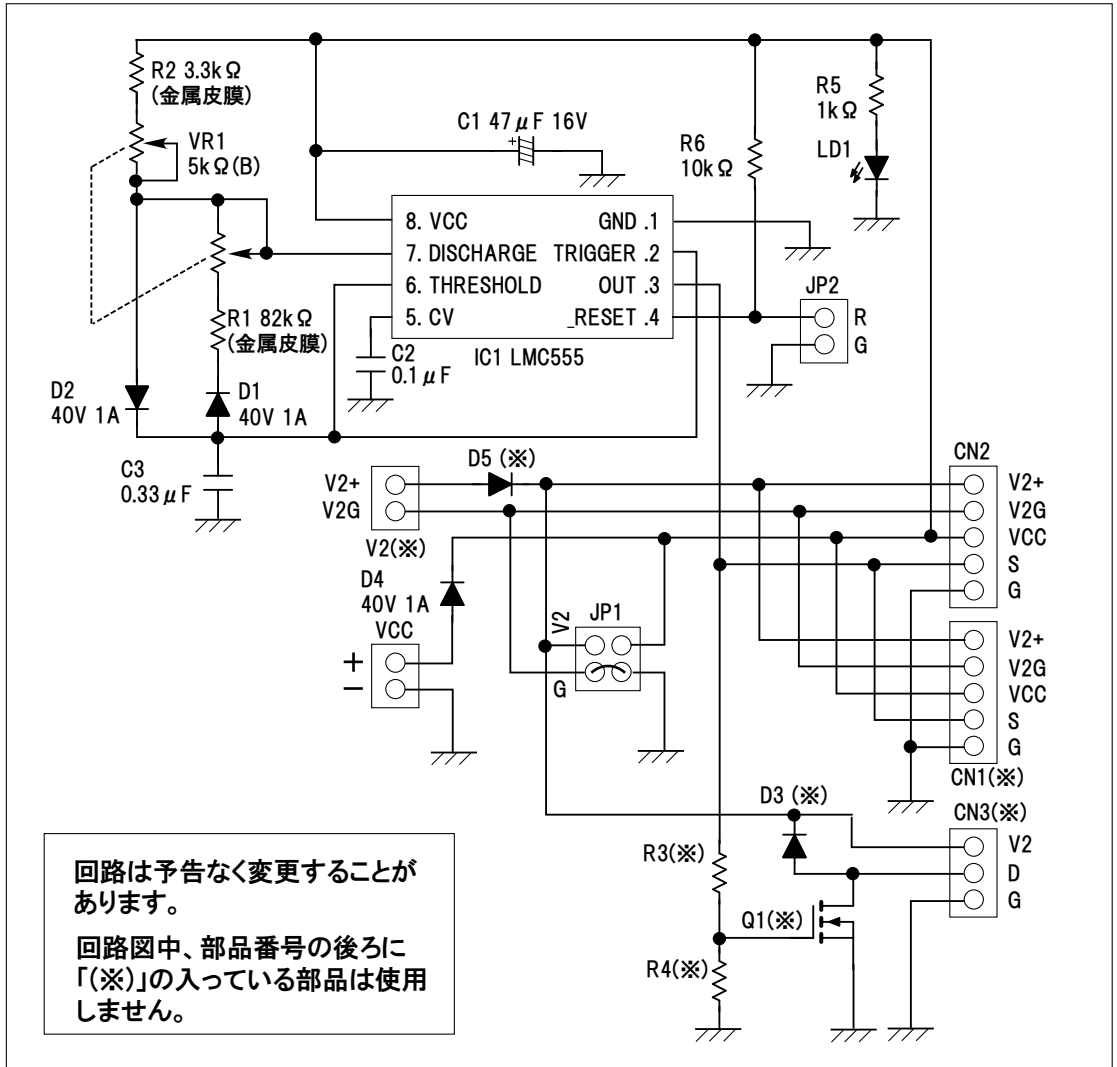 R2 3.3kΩ
(金属皮膜)
VR1
5kΩ(B)
C1 47μF 16V
+
R6
10kΩ
R5
1kΩ
LD1
8. VCC
7. DISCHARGE
6. THRESHOLD
5. CV
GND .1
TRIGGER .2
OUT .3
_RESET .4
IC1 LMC555
JP2
R
G
R1 82kΩ
(金属皮膜)
C2
0.1μF
D2
40V 1A
D1
40V 1A
C3
0.33μF
D5(※)
V2+
V2G
V2(※)
D4
40V 1A
VCC
+
−
V2
JP1
G
CN2
V2+
V2G
VCC
S
G
V2+
V2G
VCC
S
G
CN1(※)
D3(※)
CN3(※)
V2
D
G
R3(※)
Q1(※)
R4(※)
回路は予告なく変更することが
あります。
回路図中、部品番号の後ろに
「(※)」の入っている部品は使用
しません。